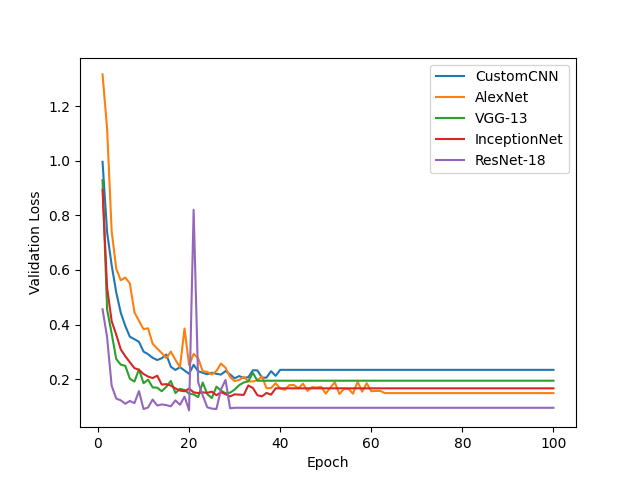 CustomCNN
AlexNet
VGG-13
InceptionNet
ResNet-18
1.2
1.0
0.8
0.6
0.4
0.2
Validation Loss
0 20 40 60 80 100
Epoch